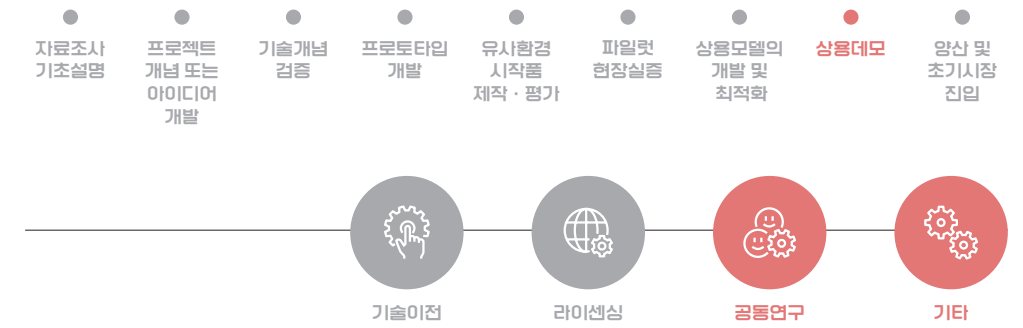 자료조사
기초설명
프로젝트
개념 또는
아이디어
개발
기술개념
검증
프로토타입
개발
유사환경
시작품
제작 · 평가
파일럿
현장실증
상용모델의
개발 및
최적화
상용데모
양산 및
초기시장
진입
기술이전
라이센싱
공동연구
기타